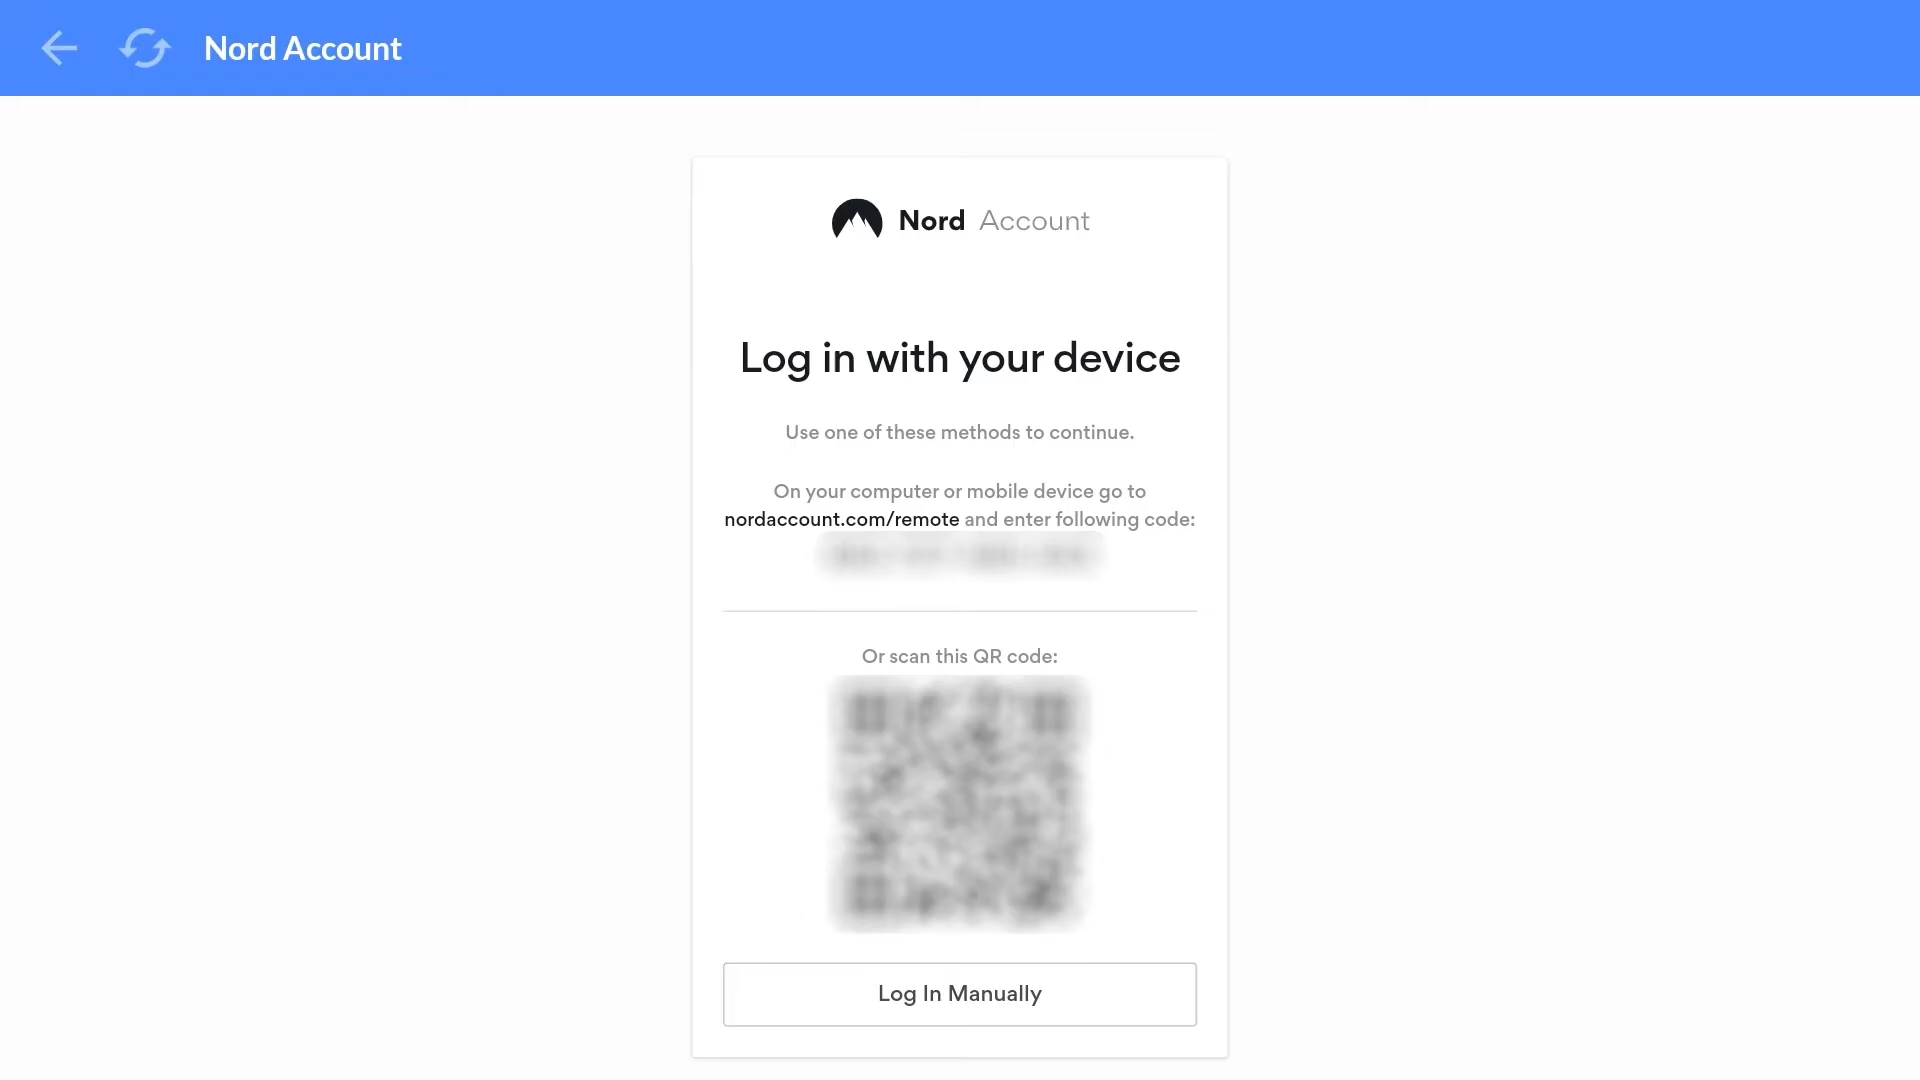 Nord Account
Nord Account
Log in with your device
Use one of these methods to continue.
On your computer or mobile device go to
nordaccount.com/remote and enter following code:
Or scan this QR code:
Log In Manually